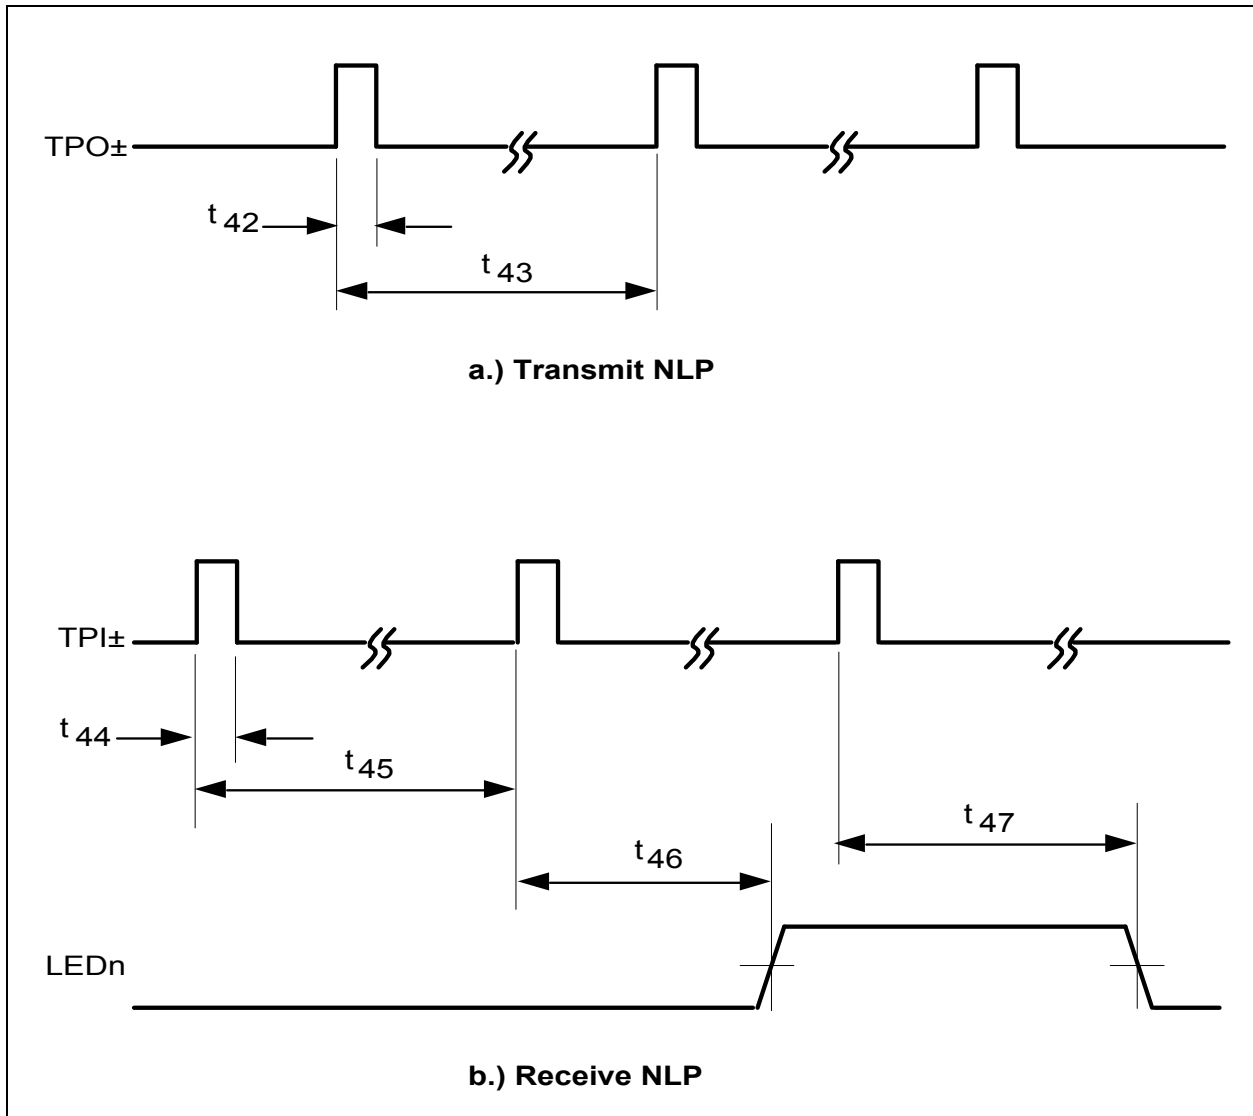 TPO±
t 42
t 43
a.) Transmit NLP
TPI±
t 44
t 45
t 46
t 47
LEDn
b.) Receive NLP